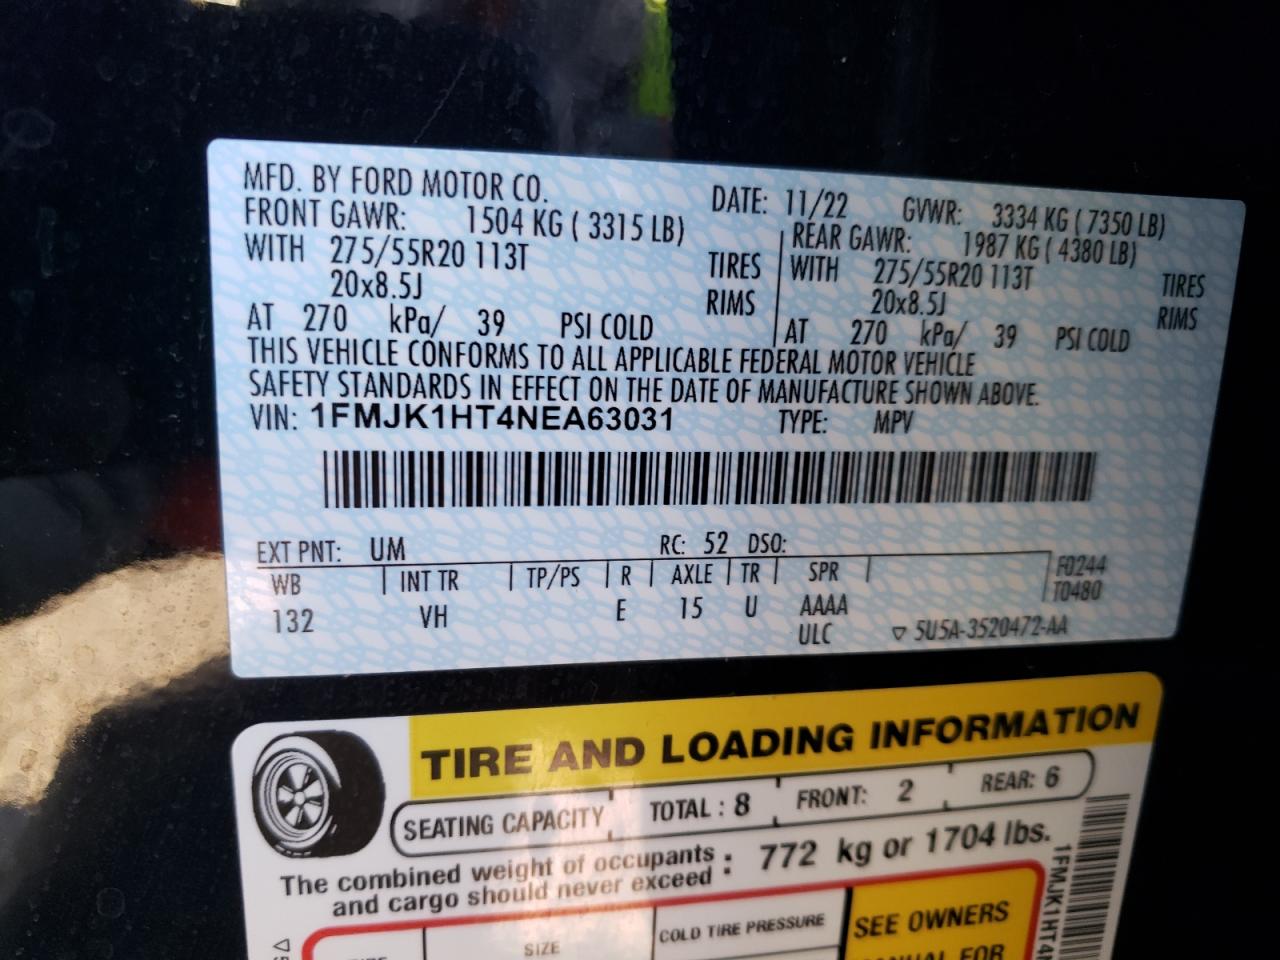 MFD. BY FORD MOTOR CO.
DATE: 11/22 GVWR: 3334 KG ( 7350 LB)
FRONT GAWR: 1504 KG ( 3315 LB)
REAR GAWR: 1987 KG ( 4380 LB)
WITH 275/55R20 113T TIRES
WITH 275/55R20 113T TIRES
20x8.5J RIMS
20x8.5J RIMS
AT 270 kPa/ 39 PSI COLD
AT 270 kPa/ 39 PSI COLD
THIS VEHICLE CONFORMS TO ALL APPLICABLE FEDERAL MOTOR VEHICLE
SAFETY STANDARDS IN EFFECT ON THE DATE OF MANUFACTURE SHOWN ABOVE.
VIN: 1FMJK1HT4NEA63031 TYPE: MPV
EXT PNT: UM RC: 52 DSO:
WB INT TR TP/PS R AXLE TR SPR
F0244
T0480
132 VH E 15 U AAAA
ULC ▽ 5U5A-3520472-AA
TIRE AND LOADING INFORMATION
SEATING CAPACITY TOTAL : 8 FRONT: 2 REAR: 6
The combined weight of occupants
and cargo should never exceed : 772 kg or 1704 lbs.
SIZE COLD TIRE PRESSURE
SEE OWNERS
MANUAL FOR
1FMJK1HT4N